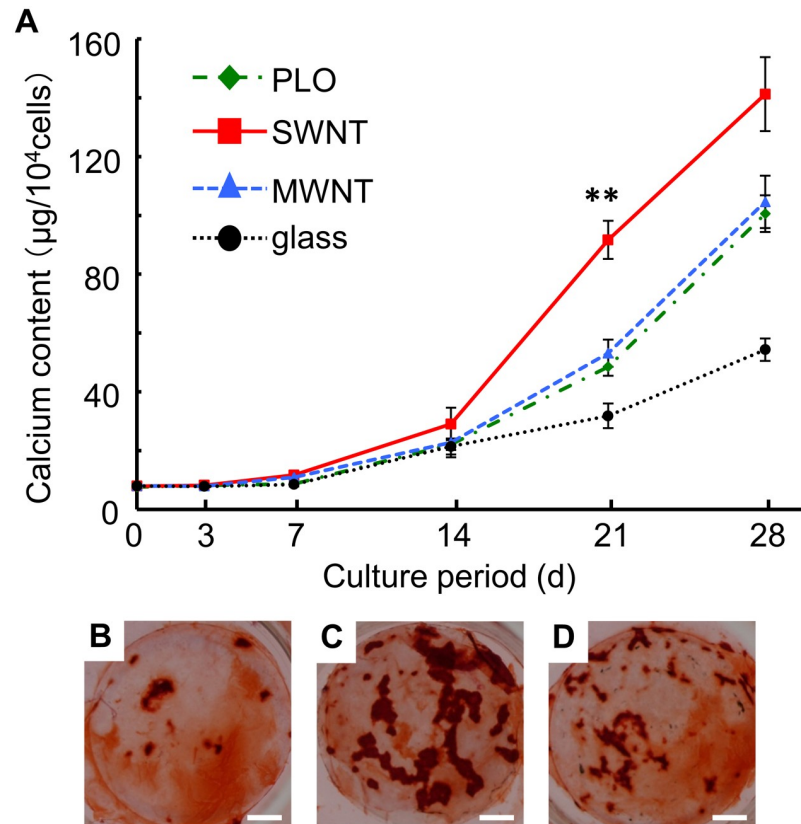 A
160
120
80
40
0
Calcium content (μg/10⁴cells)
PLO
SWNT
MWNT
glass
**
0 3 7 14 21 28
Culture period (d)
B C D